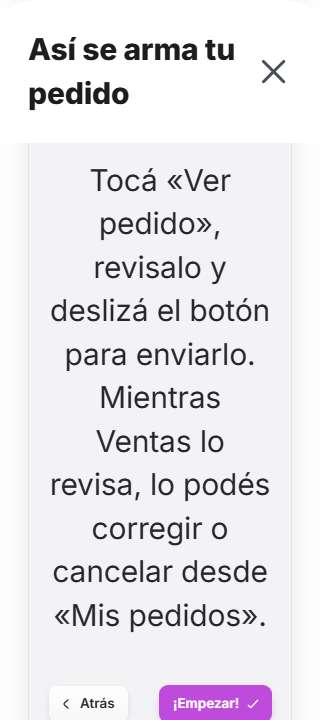 Así se arma tu
pedido
Tocá «Ver
pedido»,
revisalo y
deslizá el botón
para enviarlo.
Mientras
Ventas lo
revisa, lo podés
corregir o
cancelar desde
«Mis pedidos».
Atrás
¡Empezar!